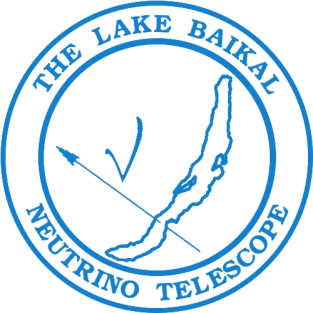 THE LAKE BAIKAL
ν
NEUTRINO TELESCOPE